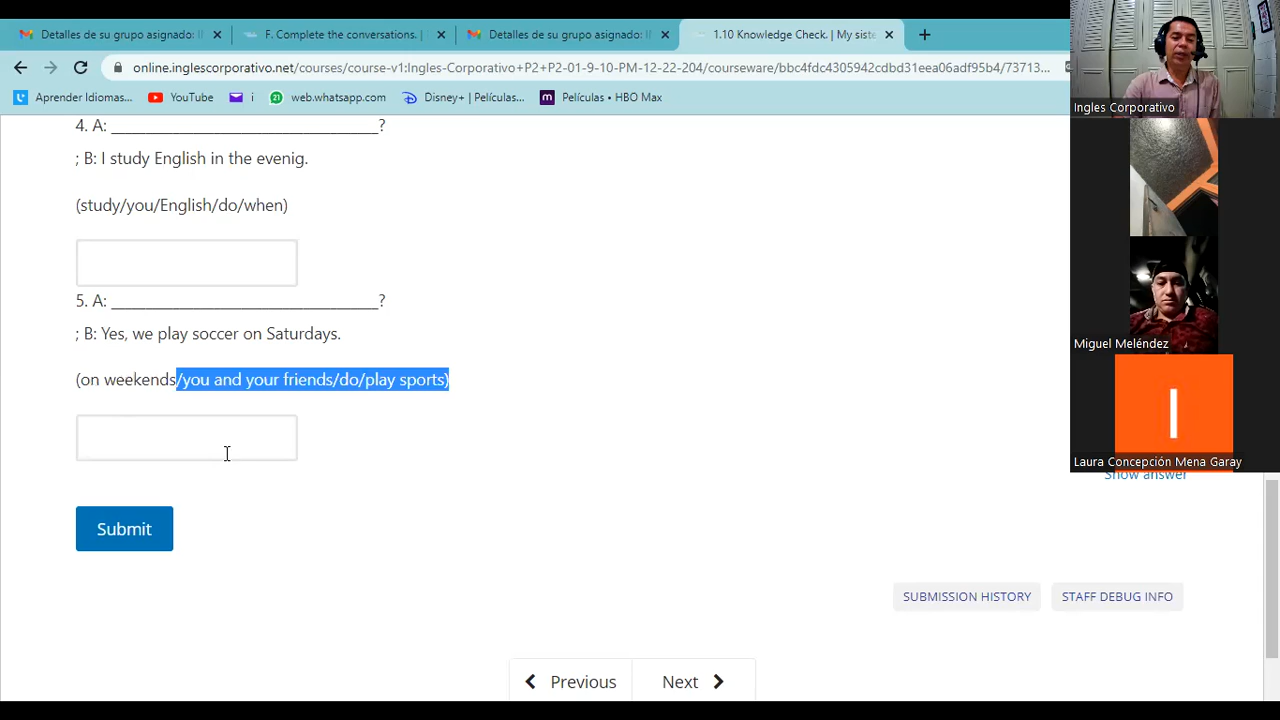 Detalles de su grupo asignado: I
F. Complete the conversations. |
Detalles de su grupo asignado: I
1.10 Knowledge Check. | My siste
online.inglescorporativo.net/courses/course-v1:Ingles-Corporat
+P2+P2-01-9-10-PM-12-22-204/courseware/bbc4fdc4305942cdbd31eea06adf95b4/73713...
Aprender Idiomas...
YouTube
i
web.whatsapp.com
Disney+ | Películas...
Películas • HBO Max
4. A: ________________________________?
; B: I study English in the evenig.
(study/you/English/do/when)
5. A: ________________________________?
; B: Yes, we play soccer on Saturdays.
(on weekends/you and your friends/do/play sports)
Show answer
Submit
SUBMISSION HISTORY
STAFF DEBUG INFO
Previous
Next
Ingles Corporativo
Miguel Meléndez
I
Laura Concepción Mena Garay